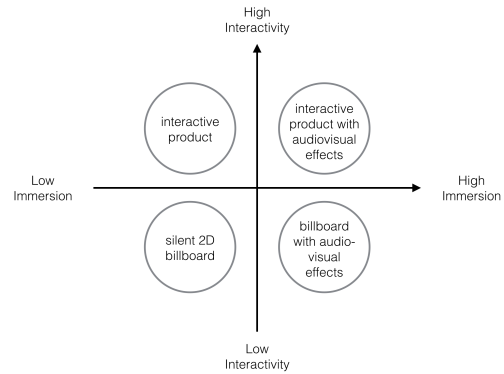 High
Interactivity
interactive
product
interactive
product with
audiovisual
effects
Low
Immersion
High
Immersion
silent 2D
billboard
billboard
with audio-
visual
effects
Low
Interactivity